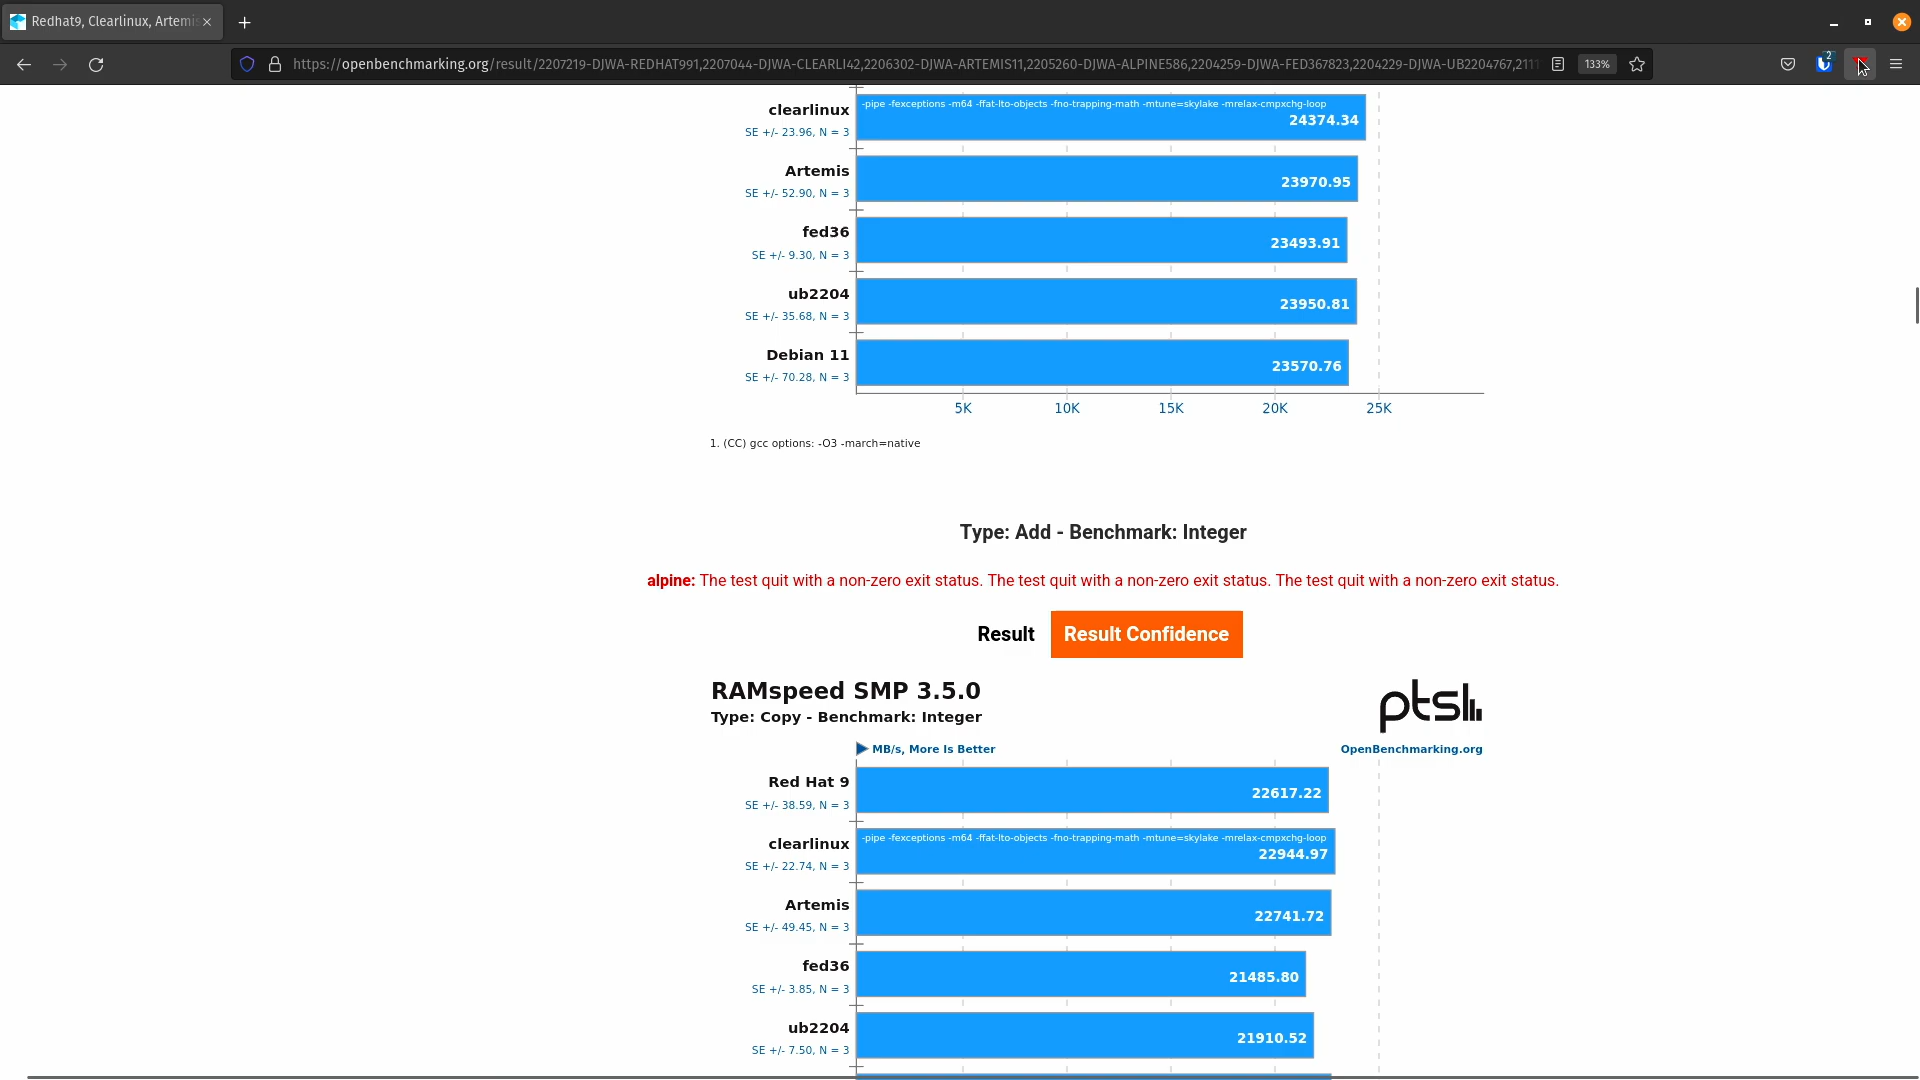 Redhat9, Clearlinux, Artemi
https://openbenchmarking.org/result/2207219-DJWA-REDHAT991,2207044-DJWA-CLEARLI42,2206302-DJWA-ARTEMIS11,2205260-DJWA-ALPINE586,2204259-DJWA-FED367823,2204229-DJWA-UB2204767,211
133%
2
clearlinux
-pipe -fexceptions -m64 -ffat-lto-objects -fno-trapping-math -mtune=skylake -mrelax-cmpxchg-loop
24374.34
SE +/- 23.96, N = 3
Artemis
23970.95
SE +/- 52.90, N = 3
fed36
23493.91
SE +/- 9.30, N = 3
ub2204
23950.81
SE +/- 35.68, N = 3
Debian 11
23570.76
SE +/- 70.28, N = 3
5K 10K 15K 20K 25K
1. (CC) gcc options: -O3 -march=native
Type: Add - Benchmark: Integer
alpine: The test quit with a non-zero exit status. The test quit with a non-zero exit status. The test quit with a non-zero exit status.
Result Result Confidence
RAMspeed SMP 3.5.0
Type: Copy - Benchmark: Integer
pts
MB/s, More Is Better
OpenBenchmarking.org
Red Hat 9
22617.22
SE +/- 38.59, N = 3
clearlinux
-pipe -fexceptions -m64 -ffat-lto-objects -fno-trapping-math -mtune=skylake -mrelax-cmpxchg-loop
22944.97
SE +/- 22.74, N = 3
Artemis
22741.72
SE +/- 49.45, N = 3
fed36
21485.80
SE +/- 3.85, N = 3
ub2204
21910.52
SE +/- 7.50, N = 3